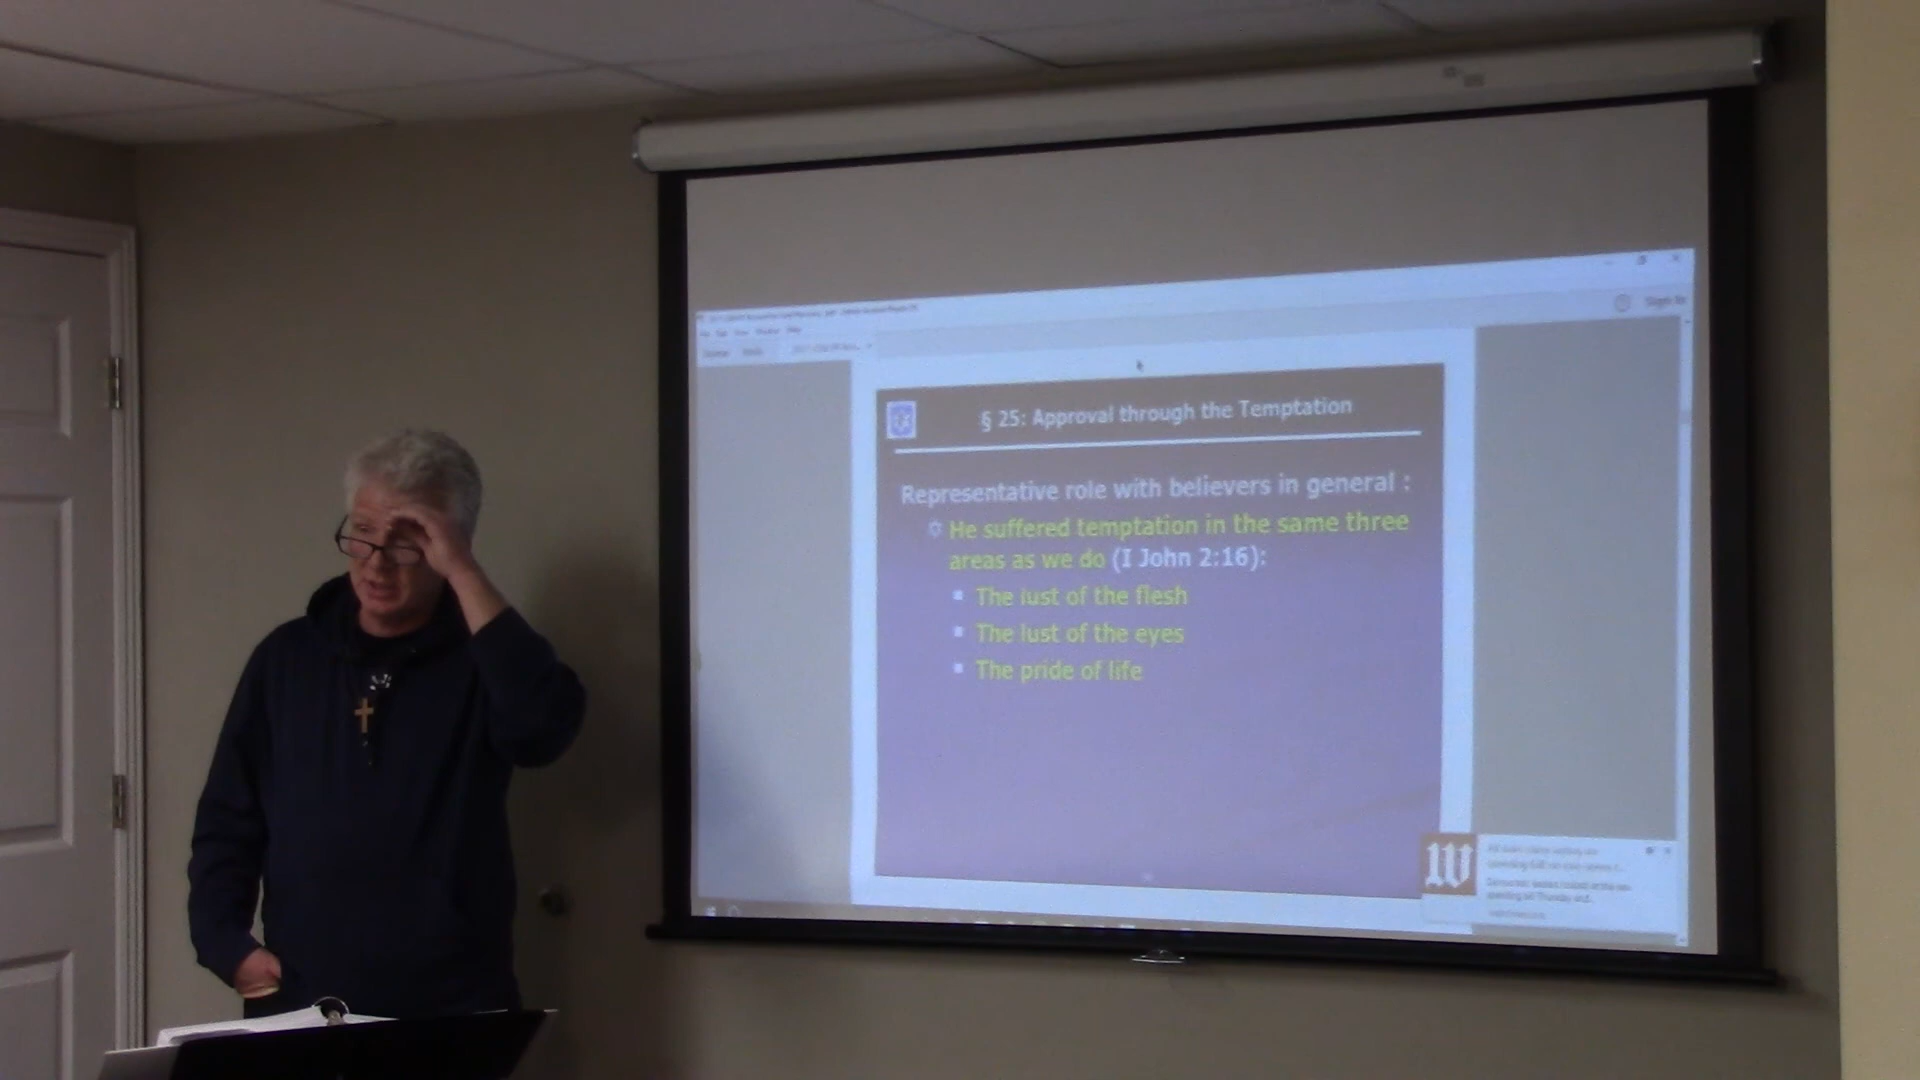 Sign In
§ 25: Approval through the Temptation
Representative role with believers in general :
He suffered temptation in the same three
areas as we do (I John 2:16):
The lust of the flesh
The lust of the eyes
The pride of life
W